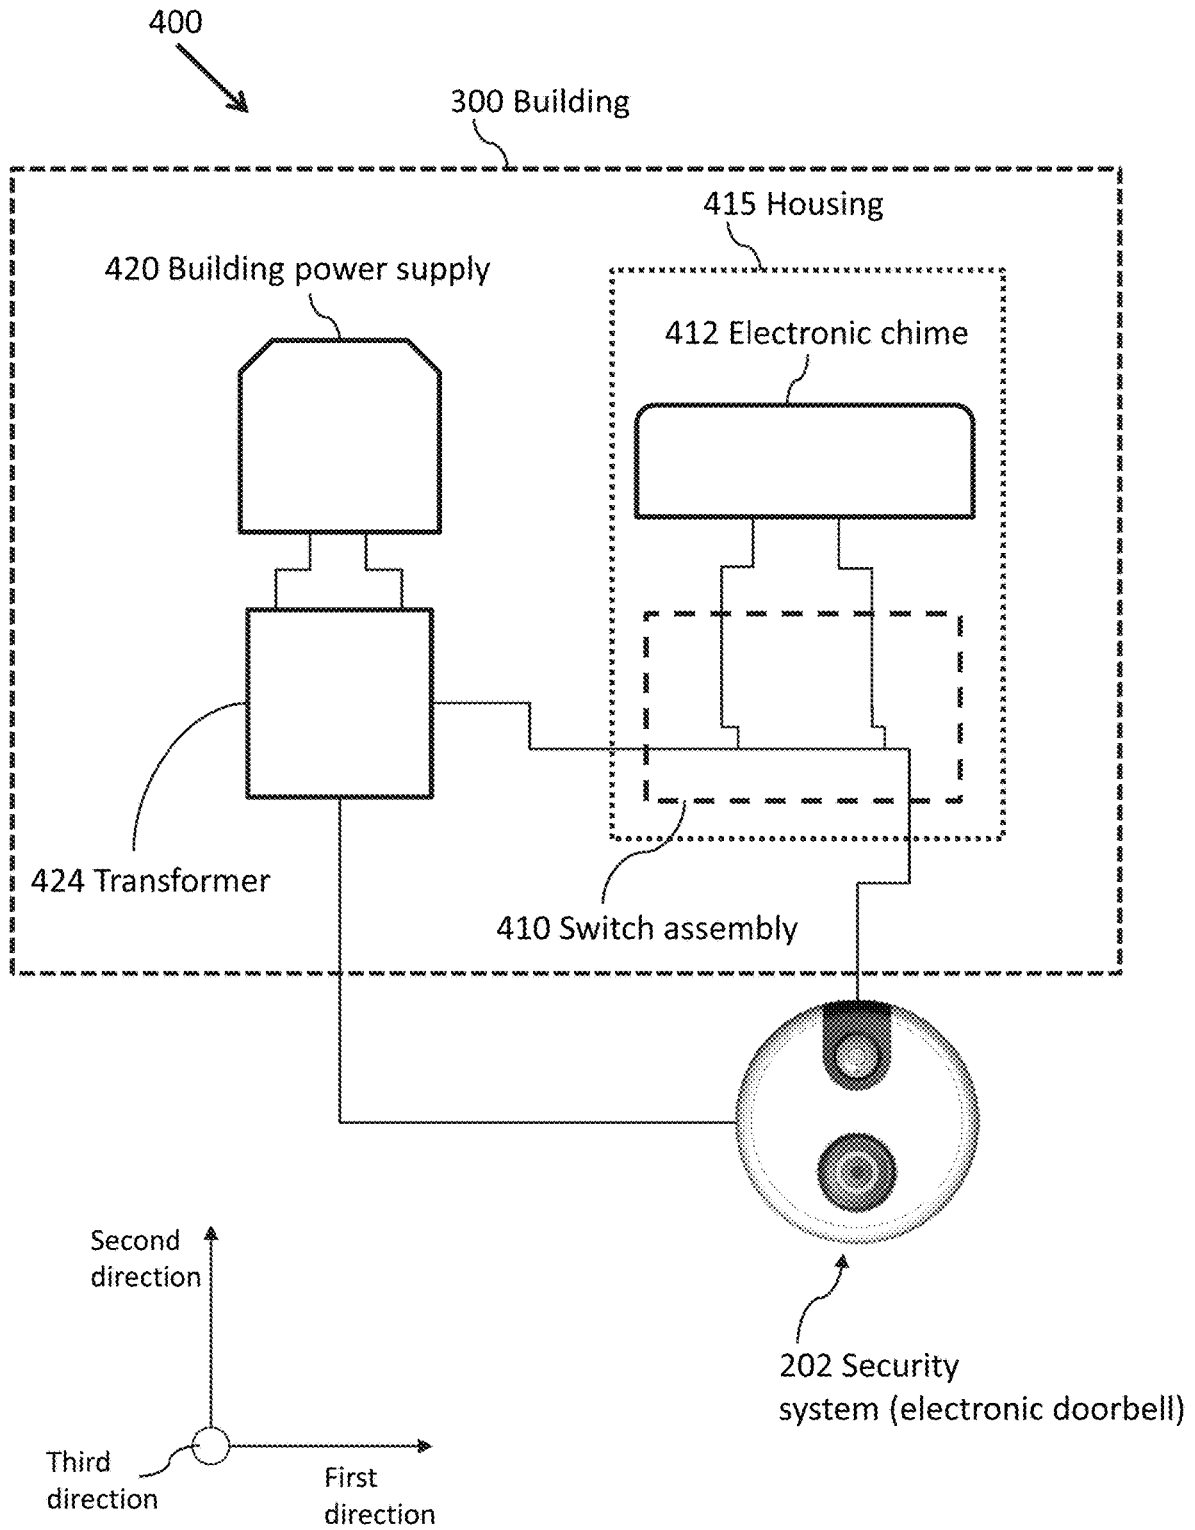 400
300 Building
415 Housing
420 Building power supply
412 Electronic chime
424 Transformer
410 Switch assembly
Second
direction
202 Security
system (electronic doorbell)
Third
direction
First
direction